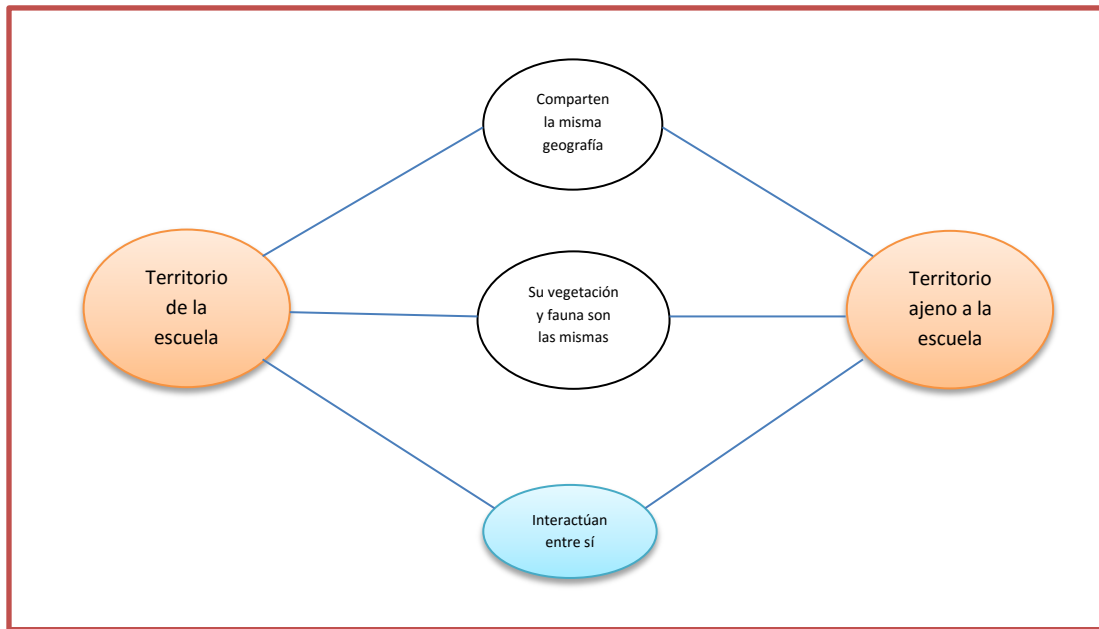 Comparten
la misma
geografía
Territorio
de la
escuela
Su vegetación
y fauna son
las mismas
Territorio
ajeno a la
escuela
Interactúan
entre sí